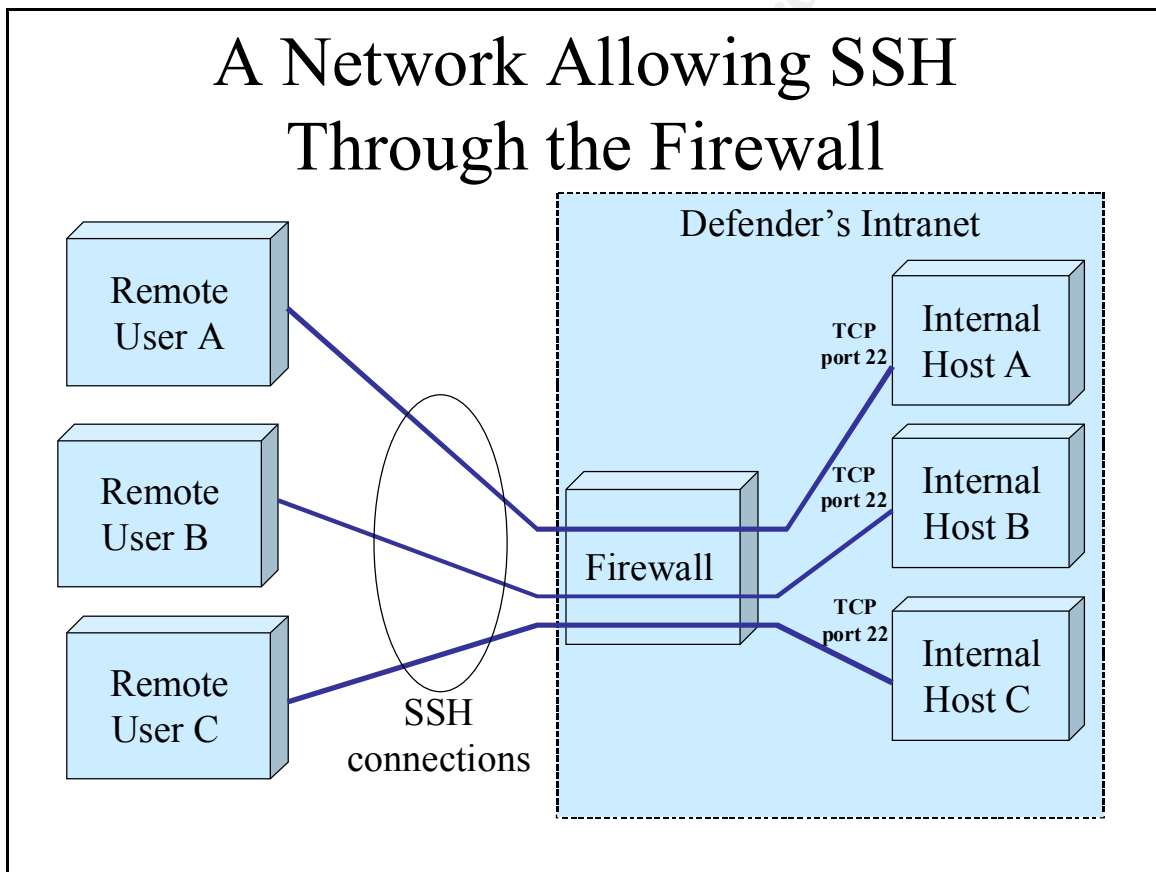 A Network Allowing SSH
Through the Firewall
Defender's Intranet
Remote
User A
Remote
User B
Remote
User C
SSH
connections
Firewall
TCP
port 22
Internal
Host A
TCP
port 22
Internal
Host B
TCP
port 22
Internal
Host C